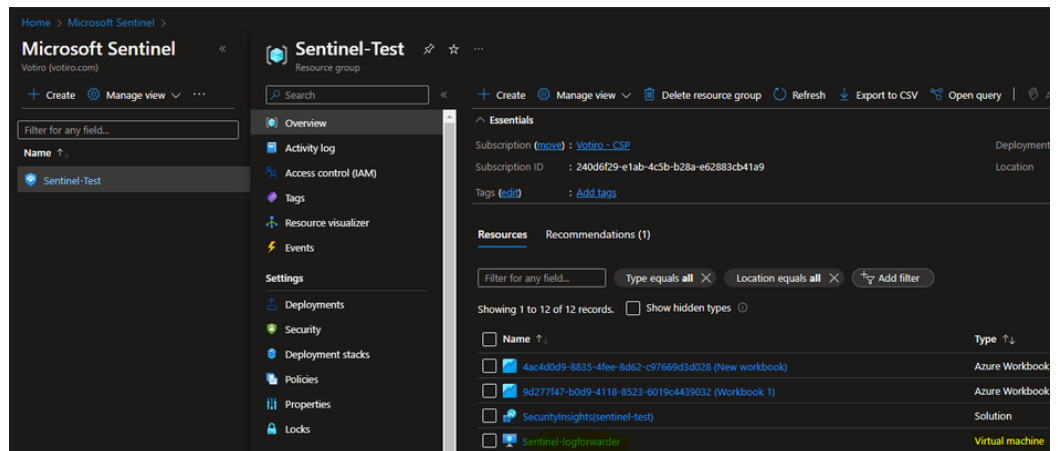 Home > Microsoft Sentinel >
Microsoft Sentinel «
Votiro (votiro.com)
+ Create Manage view ···
Filter for any field...
Name ↑↓
Sentinel-Test
Sentinel-Test ···
Resource group
Search «
Overview
Activity log
Access control (IAM)
Tags
Resource visualizer
Events
Settings
Deployments
Security
Deployment stacks
Policies
Properties
Locks
+ Create Manage view Delete resource group Refresh Export to CSV Open query
Essentials
Subscription (move) : Votiro - CSP
Subscription ID : 240d6f29-e1ab-4c5b-b28a-e62883cb41a9
Tags (edit) : Add tags
Deployment
Location
Resources Recommendations (1)
Filter for any field... Type equals all X Location equals all X Add filter
Showing 1 to 12 of 12 records. Show hidden types
Name ↑↓ Type ↑↓
4ac4d0d9-8835-4fee-8d62-c97669d3d028 (New workbook) Azure Workbook
9d277f47-b0d9-4118-8523-6019c4439032 (Workbook 1) Azure Workbook
SecurityInsights(sentinel-test) Solution
Sentinel-logforwarder Virtual machine